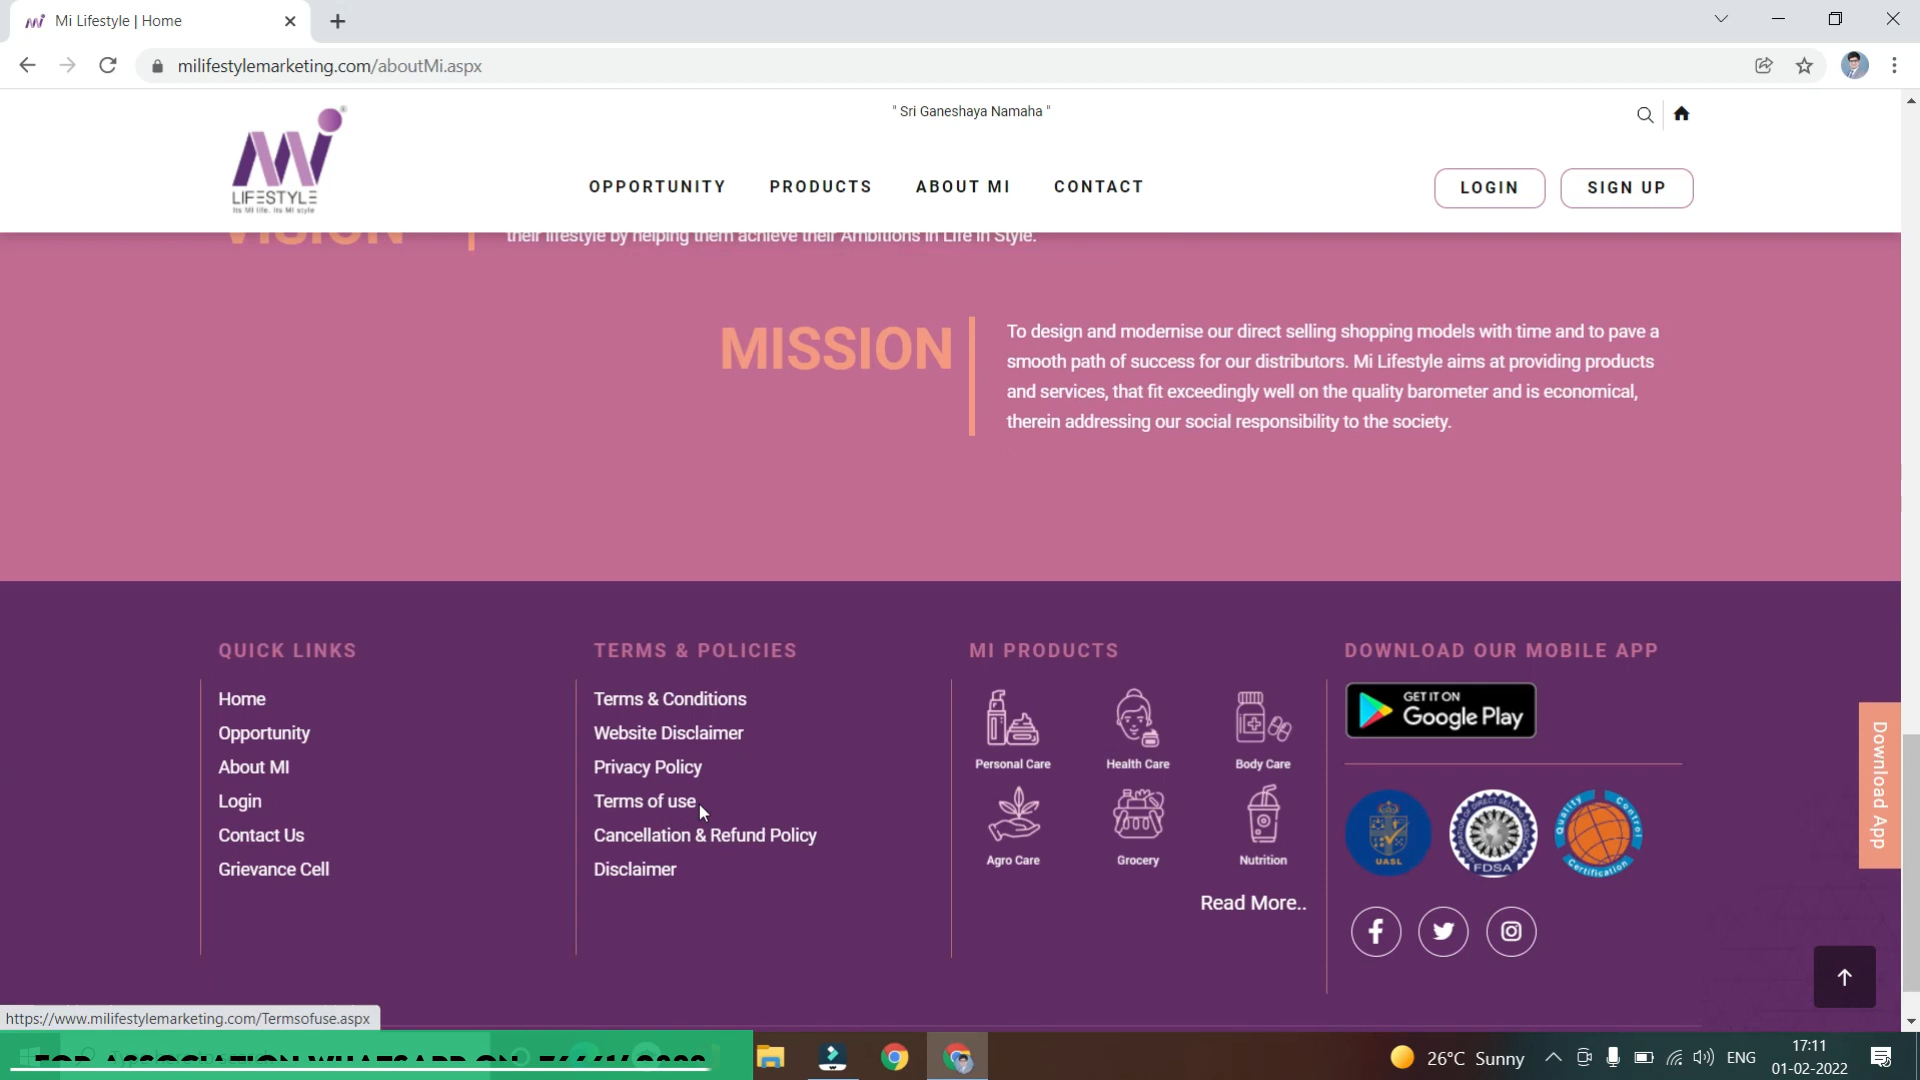 Mi Lifestyle | Home
milifestylemarketing.com/aboutMi.aspx
" Sri Ganeshaya Namaha "
LIFESTYLE
Its Mi life. Its Mi style
OPPORTUNITY
PRODUCTS
ABOUT MI
CONTACT
LOGIN
SIGN UP
VISION
their lifestyle by helping them achieve their Ambitions in Life in Style.
MISSION
To design and modernise our direct selling shopping models with time and to pave a
smooth path of success for our distributors. Mi Lifestyle aims at providing products
and services, that fit exceedingly well on the quality barometer and is economical,
therein addressing our social responsibility to the society.
QUICK LINKS
Home
Opportunity
About MI
Login
Contact Us
Grievance Cell
TERMS & POLICIES
Terms & Conditions
Website Disclaimer
Privacy Policy
Terms of use
Cancellation & Refund Policy
Disclaimer
MI PRODUCTS
Personal Care
Health Care
Body Care
Agro Care
Grocery
Nutrition
Read More..
DOWNLOAD OUR MOBILE APP
GET IT ON
Google Play
UASL
FDSA
Quality Control
Certification
Download App
https://www.milifestylemarketing.com/Termsofuse.aspx
FOR ASSOCIATION WHATSAPP ON
26°C Sunny
ENG
17:11
01-02-2022